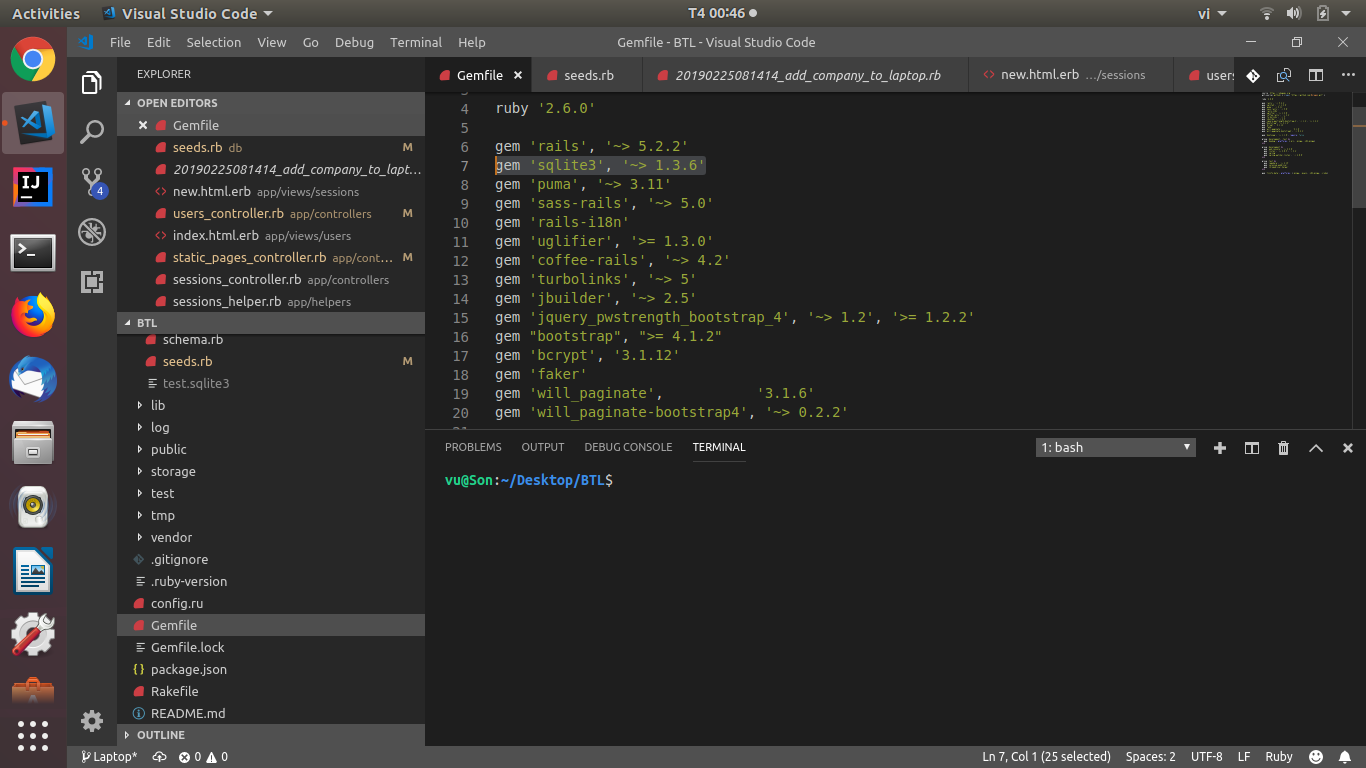 Activities Visual Studio Code T4 00:46 vi
File Edit Selection View Go Debug Terminal Help Gemfile - BTL - Visual Studio Code
EXPLORER
OPEN EDITORS
Gemfile
seeds.rb db M
20190225081414_add_company_to_lapt...
new.html.erb app/views/sessions
users_controller.rb app/controllers M
index.html.erb app/views/users
static_pages_controller.rb app/cont... M
sessions_controller.rb app/controllers
sessions_helper.rb app/helpers
BTL
schema.rb
seeds.rb M
test.sqlite3
lib
log
public
storage
test
tmp
vendor
.gitignore
.ruby-version
config.ru
Gemfile
Gemfile.lock
package.json
Rakefile
README.md
OUTLINE
4
Gemfile seeds.rb 20190225081414_add_company_to_laptop.rb new.html.erb .../sessions users
4 ruby '2.6.0'
5
6 gem 'rails', '~> 5.2.2'
7 gem 'sqlite3', '~> 1.3.6'
8 gem 'puma', '~> 3.11'
9 gem 'sass-rails', '~> 5.0'
10 gem 'rails-i18n'
11 gem 'uglifier', '>= 1.3.0'
12 gem 'coffee-rails', '~> 4.2'
13 gem 'turbolinks', '~> 5'
14 gem 'jbuilder', '~> 2.5'
15 gem 'jquery_pwstrength_bootstrap_4', '~> 1.2', '>= 1.2.2'
16 gem "bootstrap", ">= 4.1.2"
17 gem 'bcrypt', '3.1.12'
18 gem 'faker'
19 gem 'will_paginate', '3.1.6'
20 gem 'will_paginate-bootstrap4', '~> 0.2.2'
PROBLEMS OUTPUT DEBUG CONSOLE TERMINAL 1: bash
vu@Son:~/Desktop/BTL$
Laptop* 0 0 Ln 7, Col 1 (25 selected) Spaces: 2 UTF-8 LF Ruby